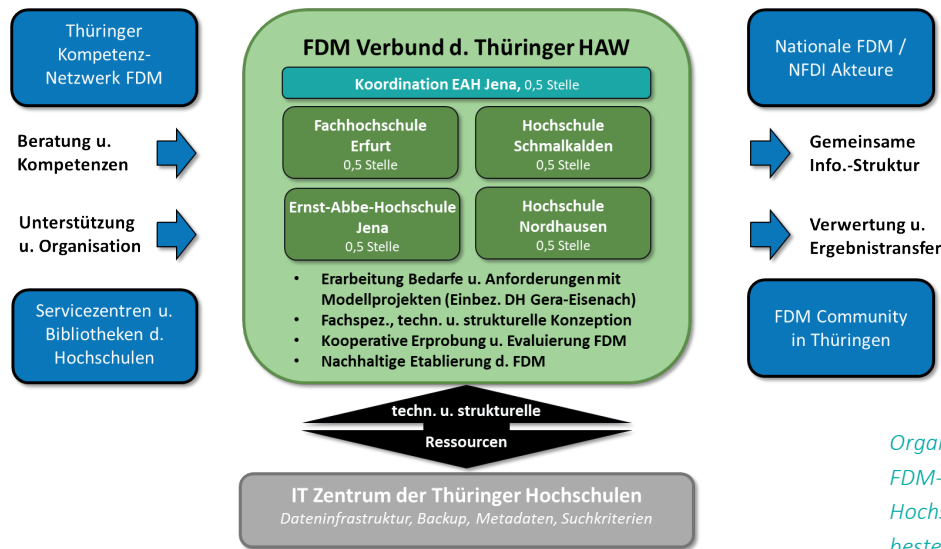 Thüringer
Kompetenz-
Netzwerk FDM
Beratung u.
Kompetenzen
Unterstützung
u. Organisation
Servicezentren u.
Bibliotheken d.
Hochschulen
FDM Verbund d. Thüringer HAW
Koordination EAH Jena, 0,5 Stelle
Fachhochschule
Erfurt
0,5 Stelle
Hochschule
Schmalkalden
0,5 Stelle
Ernst-Abbe-Hochschule
Jena
0,5 Stelle
Hochschule
Nordhausen
0,5 Stelle
• Erarbeitung Bedarfe u. Anforderungen mit
Modellprojekten (Einbez. DH Gera-Eisenach)
• Fachspez., techn. u. strukturelle Konzeption
• Kooperative Erprobung u. Evaluierung FDM
• Nachhaltige Etablierung d. FDM
techn. u. strukturelle
Ressourcen
IT Zentrum der Thüringer Hochschulen
Dateninfrastruktur, Backup, Metadaten, Suchkriterien
Nationale FDM /
NFDI Akteure
Gemeinsame
Info.-Struktur
Verwertung u.
Ergebnistransfer
FDM Community
in Thüringen
Organ
FDM-
Hochs
beste